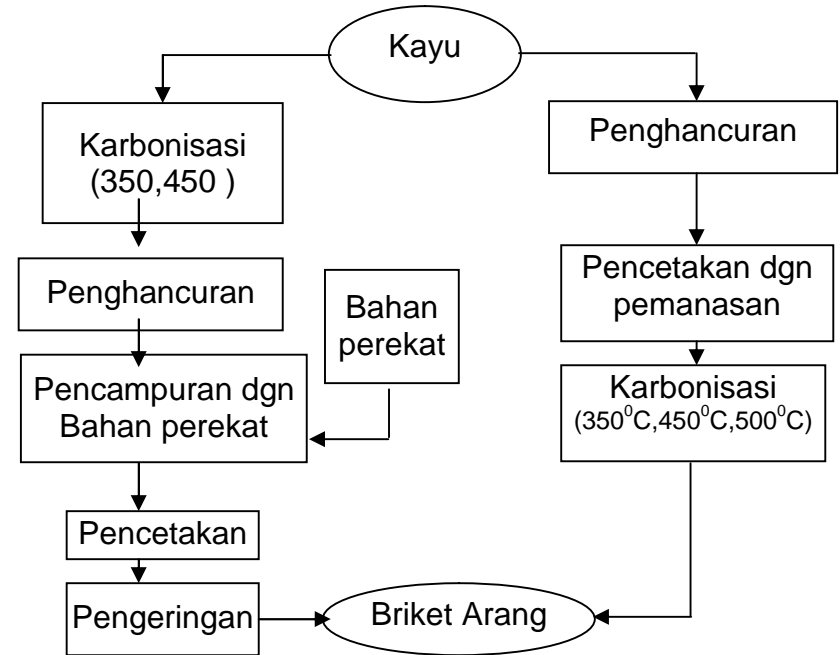 Kayu
Karbonisasi
(350,450 )
Penghancuran
Bahan
perekat
Pencampuran dgn
Bahan perekat
Pencetakan
Pengeringan
Penghancuran
Pencetakan dgn
pemanasan
Karbonisasi
(350⁰C,450⁰C,500⁰C)
Briket Arang